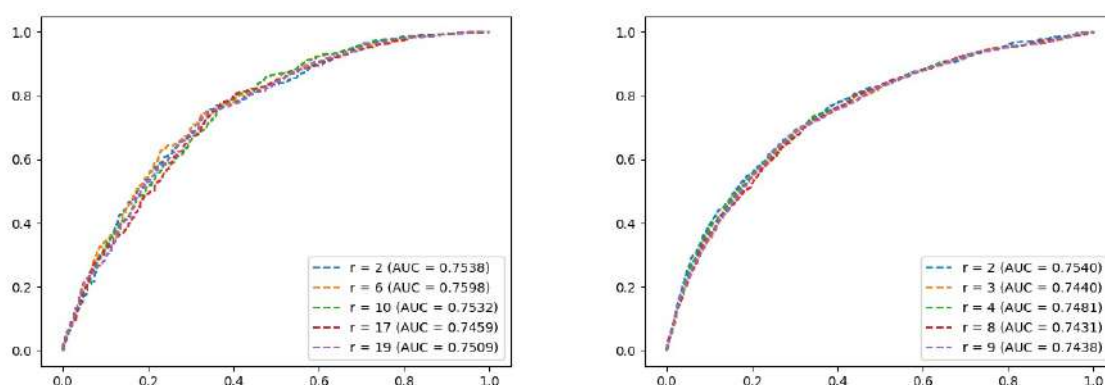 1.0
0.8
0.6
0.4
0.2
0.0
0.0 0.2 0.4 0.6 0.8 1.0
r = 2 (AUC = 0.7538)
r = 6 (AUC = 0.7598)
r = 10 (AUC = 0.7532)
r = 17 (AUC = 0.7459)
r = 19 (AUC = 0.7509)
1.0
0.8
0.6
0.4
0.2
0.0
0.0 0.2 0.4 0.6 0.8 1.0
r = 2 (AUC = 0.7540)
r = 3 (AUC = 0.7440)
r = 4 (AUC = 0.7481)
r = 8 (AUC = 0.7431)
r = 9 (AUC = 0.7438)